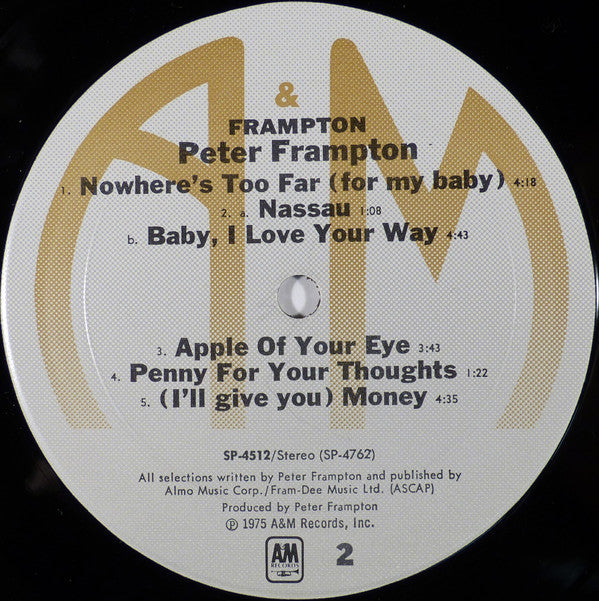 &
FRAMPTON
Peter Frampton
1. Nowhere's Too Far (for my baby) 4:18
2. a. Nassau 1:08
b. Baby, I Love Your Way 4:43
3. Apple Of Your Eye 3:43
4. Penny For Your Thoughts 1:22
5. (I'll give you) Money 4:35
SP-4512/Stereo (SP-4762)
All selections written by Peter Frampton and published by
Almo Music Corp./Fram-Dee Music Ltd. (ASCAP)
Produced by Peter Frampton
℗ 1975 A&M Records, Inc.
A&M
RECORDS
2
A M